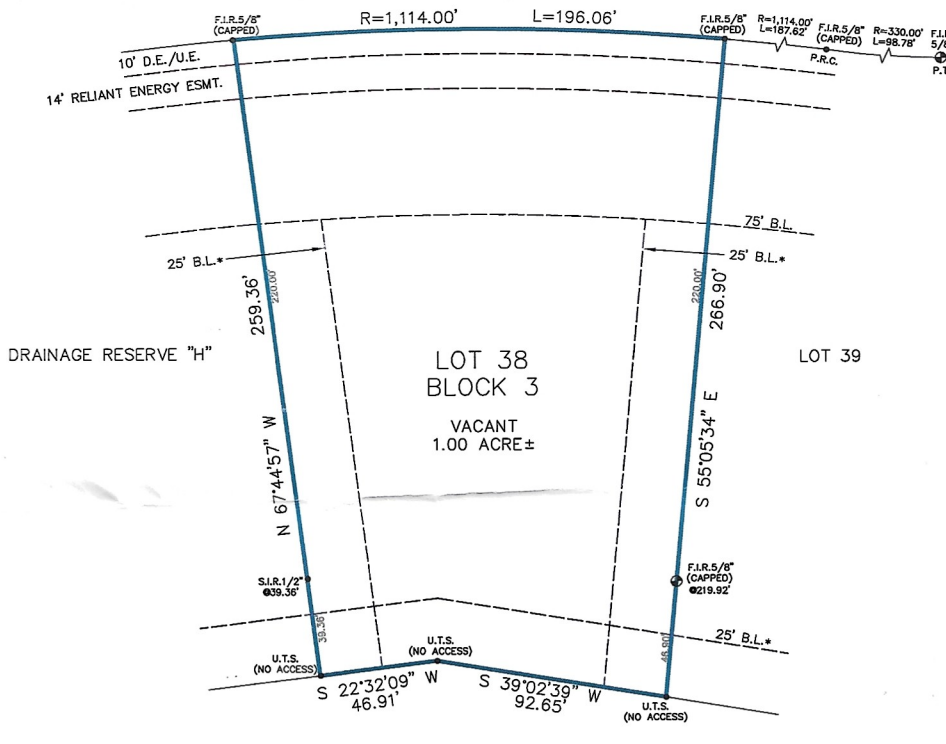 F.I.R.5/8"
(CAPPED)
R=1,114.00' L=196.06'
F.I.R.5/8"
(CAPPED)
R=1,114.00'
L=187.62'
F.I.R.5/8"
(CAPPED)
P.R.C.
R=330.00'
L=98.78'
10' D.E./U.E.
14' RELIANT ENERGY ESMT.
75' B.L.
25' B.L.*
25' B.L.*
259.36'
220.00'
220.00'
266.90'
DRAINAGE RESERVE "H"
LOT 38
BLOCK 3
VACANT
1.00 ACRE±
LOT 39
N 67°44'57" W
S 55°05'34" E
S.I.R.1/2"
@39.36'
F.I.R.5/8"
(CAPPED)
@219.92'
39.36'
46.90'
25' B.L.*
U.T.S.
(NO ACCESS)
U.T.S.
(NO ACCESS)
S 22°32'09" W
46.91'
S 39°02'39" W
92.65'
U.T.S.
(NO ACCESS)